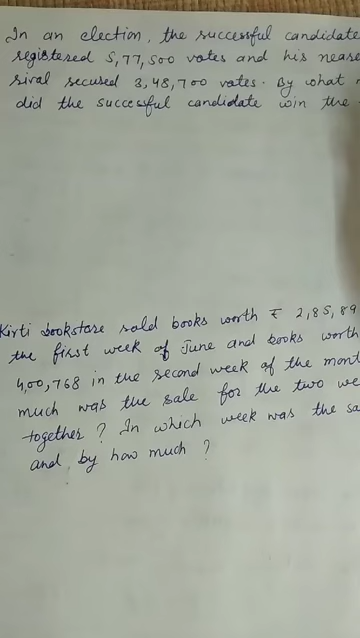 In an election, the successful candidate
registered 5,77,500 votes and his neare
rival secured 3,48,700 votes. By what
did the successful candidate win the
Kirti bookstore sold books worth ₹ 2,85,89
the first week of June and books worth
4,00,768 in the second week of the mont
much was the sale for the two we
together? In which week was the sa
and by how much?